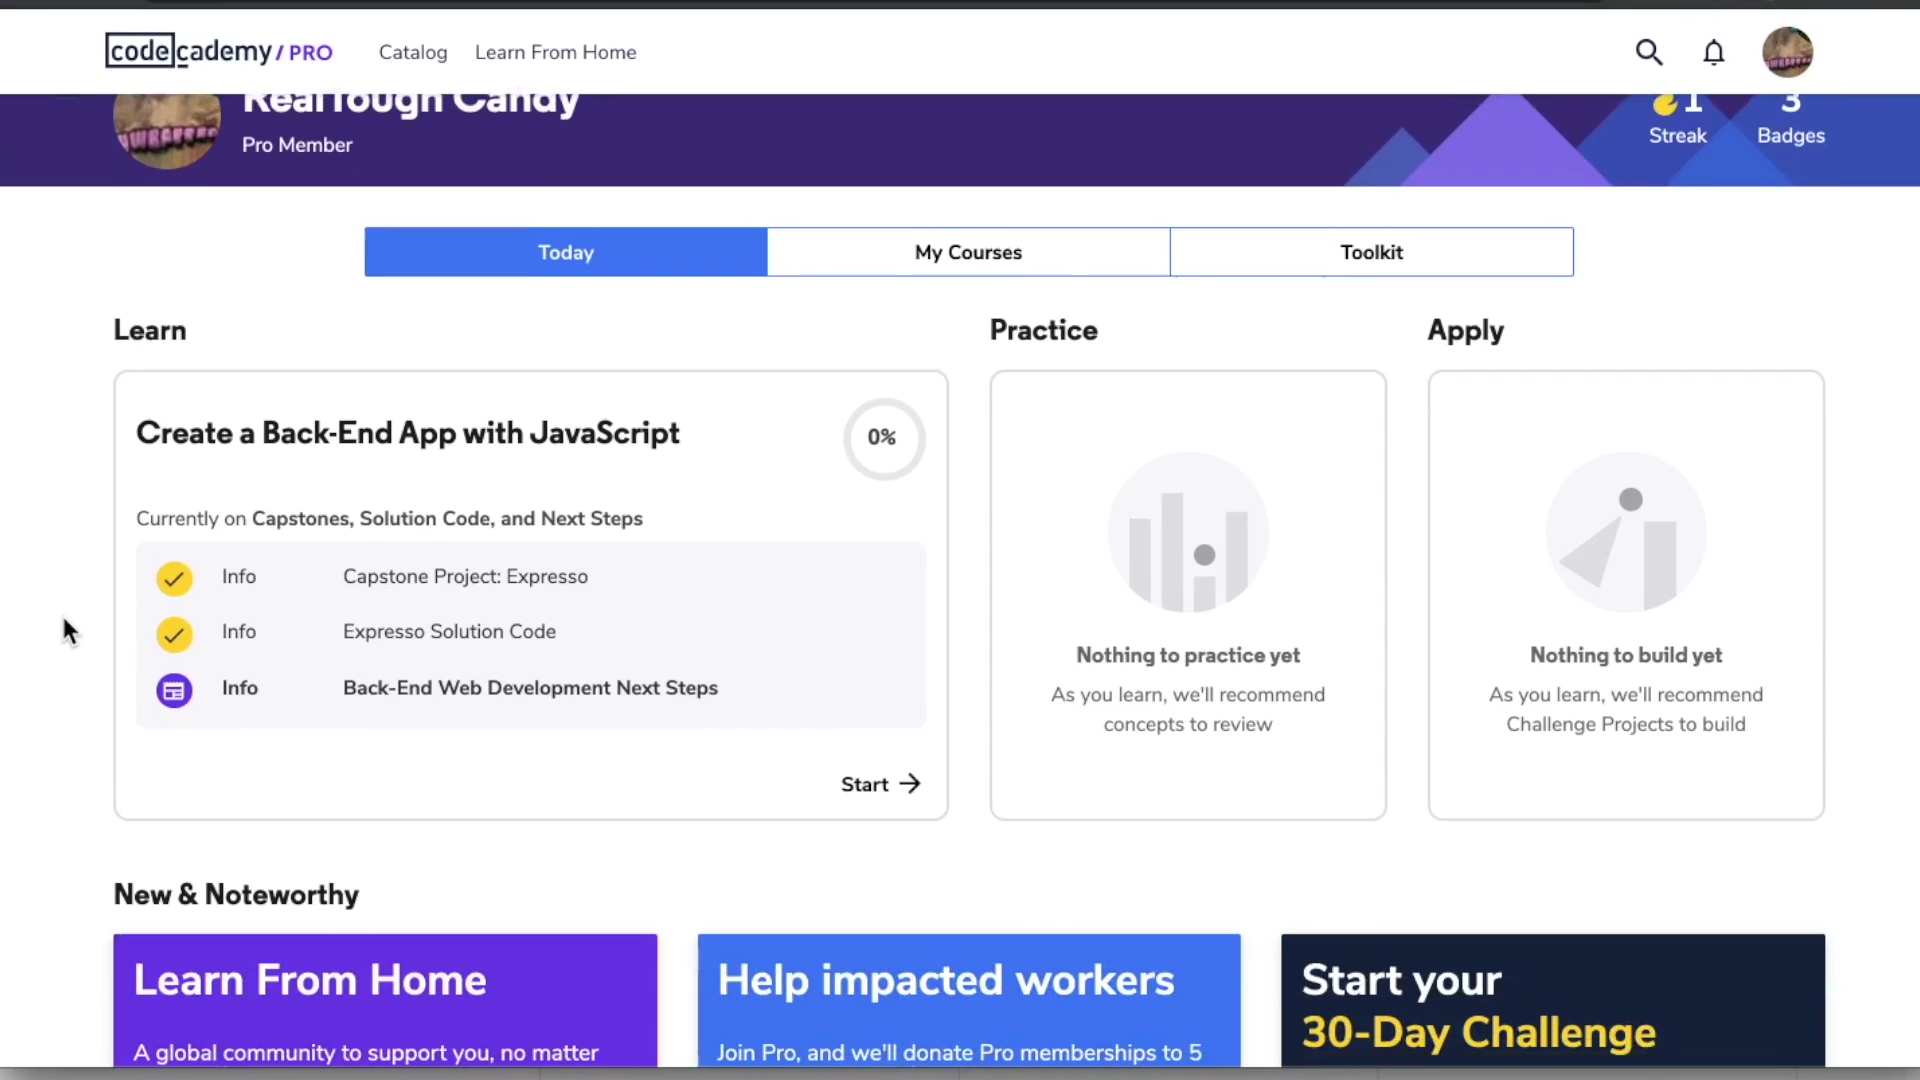 codecademy / PRO
Catalog
Learn From Home
RealToughCandy
Pro Member
1
Streak
3
Badges
Today
My Courses
Toolkit
Learn
Create a Back-End App with JavaScript
0%
Currently on Capstones, Solution Code, and Next Steps
Info Capstone Project: Expresso
Info Expresso Solution Code
Info Back-End Web Development Next Steps
Start
Practice
Nothing to practice yet
As you learn, we'll recommend
concepts to review
Apply
Nothing to build yet
As you learn, we'll recommend
Challenge Projects to build
New & Noteworthy
Learn From Home
A global community to support you, no matter
Help impacted workers
Join Pro, and we'll donate Pro memberships to 5
Start your
30-Day Challenge